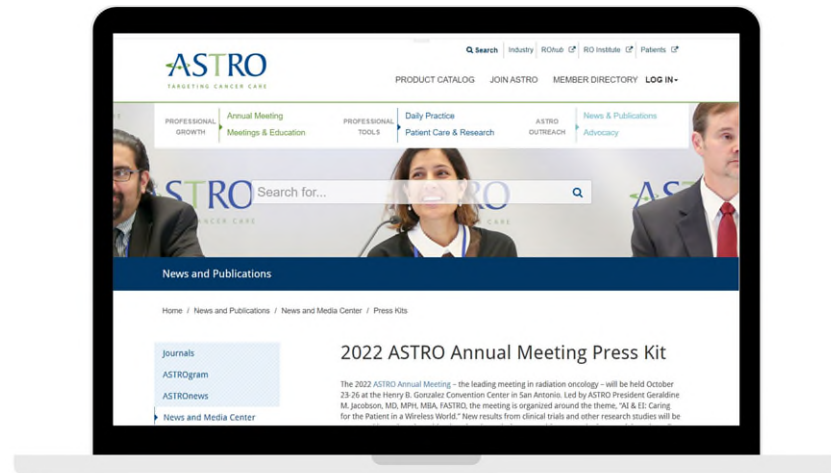 Search Industry ROhub RO Institute Patients
ASTRO
TARGETING CANCER CARE
PRODUCT CATALOG JOIN ASTRO MEMBER DIRECTORY LOG IN
PROFESSIONAL GROWTH
Annual Meeting
Meetings & Education
PROFESSIONAL TOOLS
Daily Practice
Patient Care & Research
ASTRO OUTREACH
News & Publications
Advocacy
STRO
Search for...
RO
AS
NCER CARE
CARE
News and Publications
Home / News and Publications / News and Media Center / Press Kits
Journals
ASTROgram
ASTROnews
News and Media Center
2022 ASTRO Annual Meeting Press Kit
The 2022 ASTRO Annual Meeting – the leading meeting in radiation oncology – will be held October
23-26 at the Henry B. Gonzalez Convention Center in San Antonio. Led by ASTRO President Geraldine
M. Jacobson, MD, MPH, MBA, FASTRO, the meeting is organized around the theme, "AI & EI: Caring
for the Patient in a Wireless World." New results from clinical trials and other research studies will be